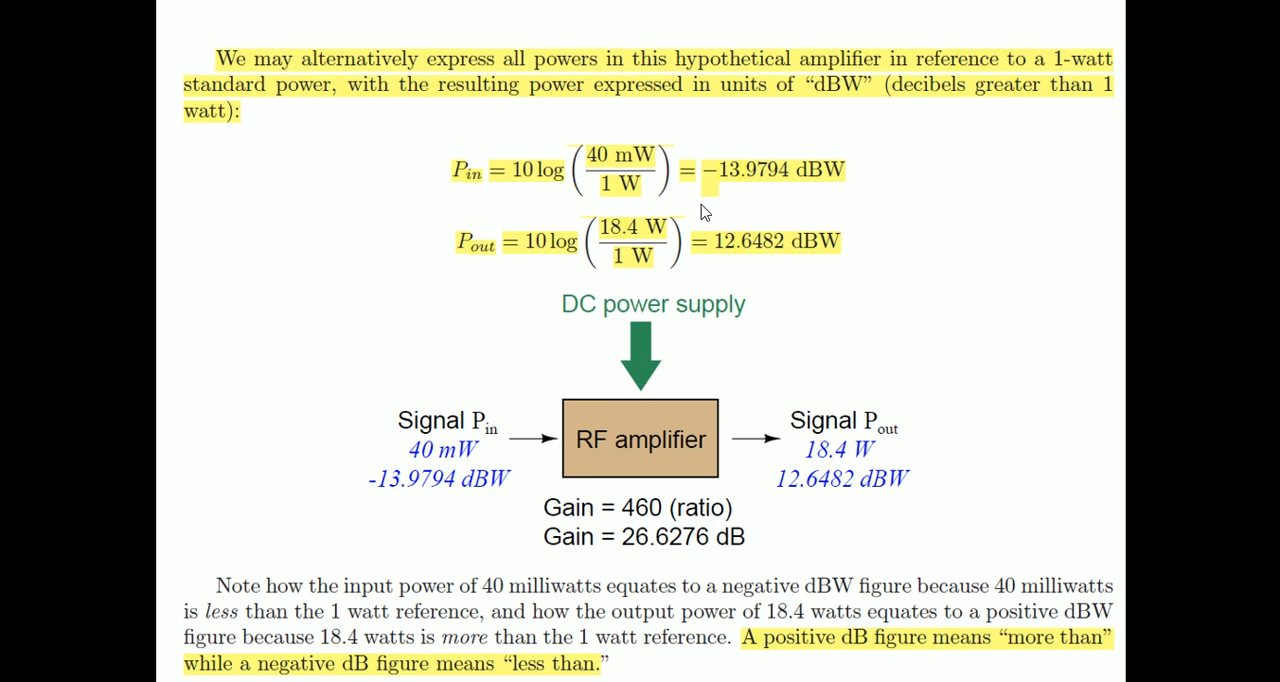 We may alternatively express all powers in this hypothetical amplifier in reference to a 1-watt
standard power, with the resulting power expressed in units of “dBW” (decibels greater than 1
watt):
P_in = 10 log (40 mW / 1 W) = −13.9794 dBW
P_out = 10 log (18.4 W / 1 W) = 12.6482 dBW
DC power supply
Signal P_in
40 mW
-13.9794 dBW
RF amplifier
Signal P_out
18.4 W
12.6482 dBW
Gain = 460 (ratio)
Gain = 26.6276 dB
Note how the input power of 40 milliwatts equates to a negative dBW figure because 40 milliwatts
is less than the 1 watt reference, and how the output power of 18.4 watts equates to a positive dBW
figure because 18.4 watts is more than the 1 watt reference. A positive dB figure means “more than”
while a negative dB figure means “less than.”